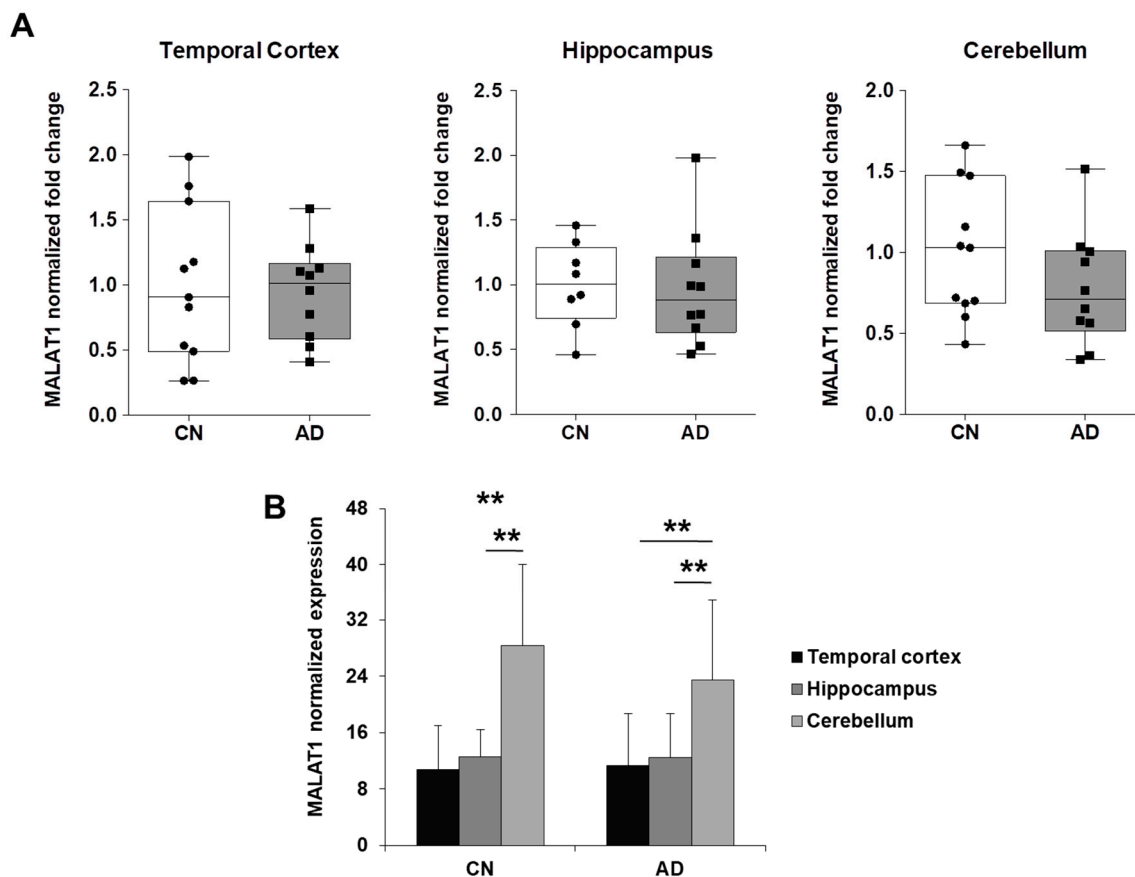 A
Temporal Cortex
MALAT1 normalized fold change
2.5
2.0
1.5
1.0
0.5
0.0
CN AD
Hippocampus
MALAT1 normalized fold change
2.5
2.0
1.5
1.0
0.5
0.0
CN AD
Cerebellum
MALAT1 normalized fold change
2.0
1.5
1.0
0.5
0.0
CN AD
B
MALAT1 normalized expression
48
40
32
24
16
8
0
**
**
**
**
CN AD
Temporal cortex
Hippocampus
Cerebellum